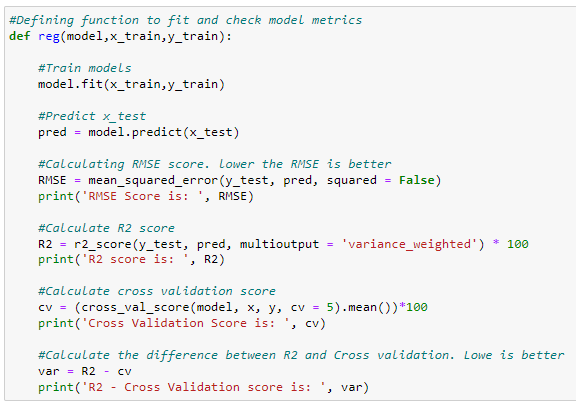 #Defining function to fit and check model metrics
def reg(model,x_train,y_train):
#Train models
model.fit(x_train,y_train)
#Predict x_test
pred = model.predict(x_test)
#Calculating RMSE score. lower the RMSE is better
RMSE = mean_squared_error(y_test, pred, squared = False)
print('RMSE Score is: ', RMSE)
#Calculate R2 score
R2 = r2_score(y_test, pred, multioutput = 'variance_weighted') * 100
print('R2 score is: ', R2)
#Calculate cross validation score
cv = (cross_val_score(model, x, y, cv = 5).mean())*100
print('Cross Validation Score is: ', cv)
#Calculate the difference between R2 and Cross validation. Lowe is better
var = R2 - cv
print('R2 - Cross Validation score is: ', var)